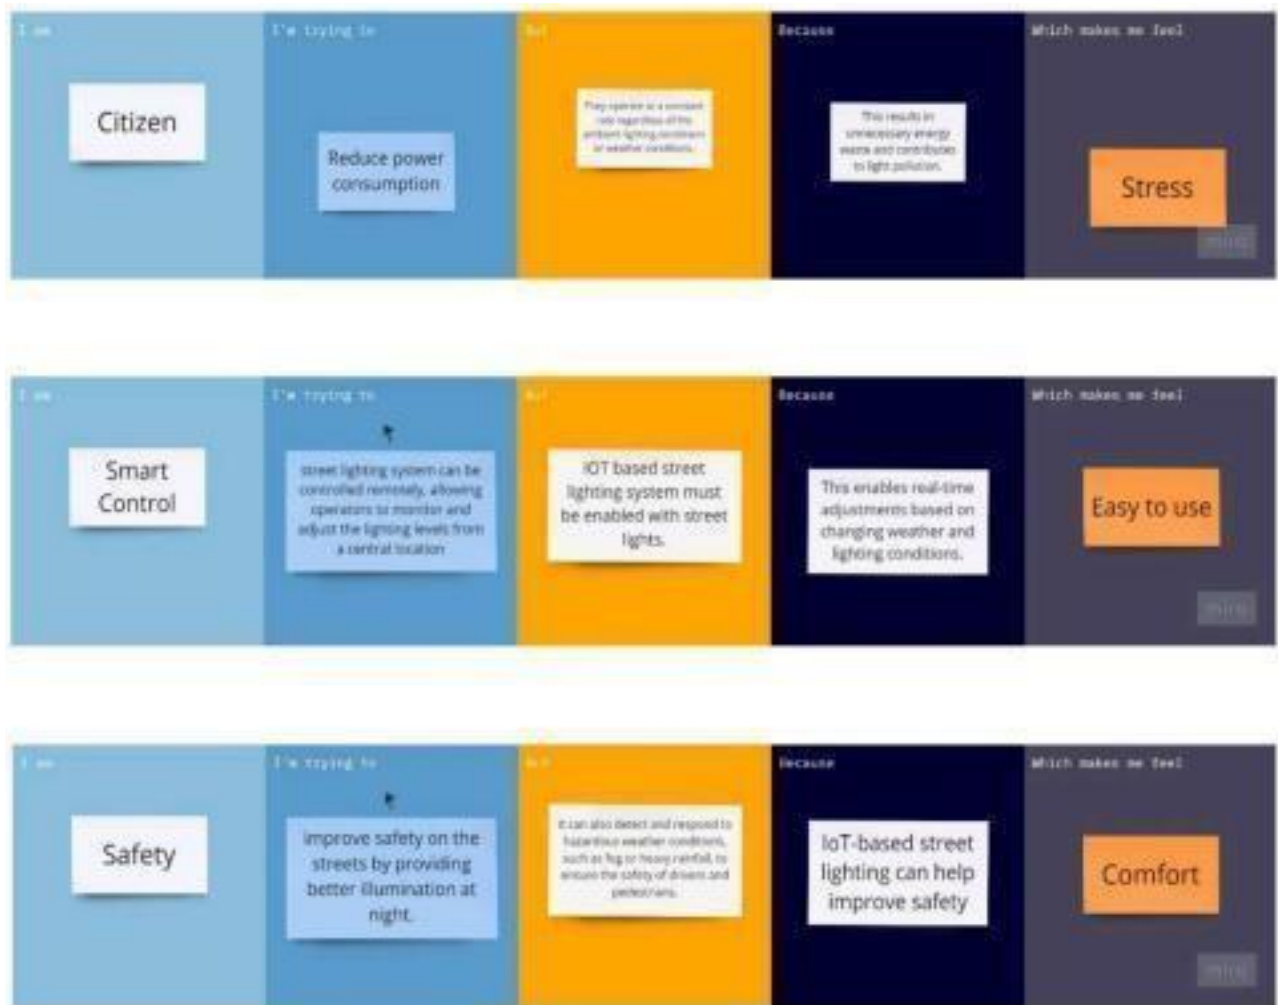 I am
I'm trying to
But
Because
Which makes me feel
Citizen
Reduce power
consumption
They operate at a constant
rate regardless of the
ambient lighting conditions
or weather conditions.
This results in
unnecessary energy
waste and contributes
to light pollution.
Stress
miro
I am
I'm trying to
But
Because
Which makes me feel
Smart
Control
street lighting system can be
controlled remotely, allowing
operators to monitor and
adjust the lighting levels from
a central location
IOT based street
lighting system must
be enabled with street
lights.
This enables real-time
adjustments based on
changing weather and
lighting conditions.
Easy to use
miro
I am
I'm trying to
But
Because
Which makes me feel
Safety
improve safety on the
streets by providing
better illumination at
night.
It can also detect and respond to
hazardous weather conditions,
such as fog or heavy rainfall, to
ensure the safety of drivers and
pedestrians.
IoT-based street
lighting can help
improve safety
Comfort
miro